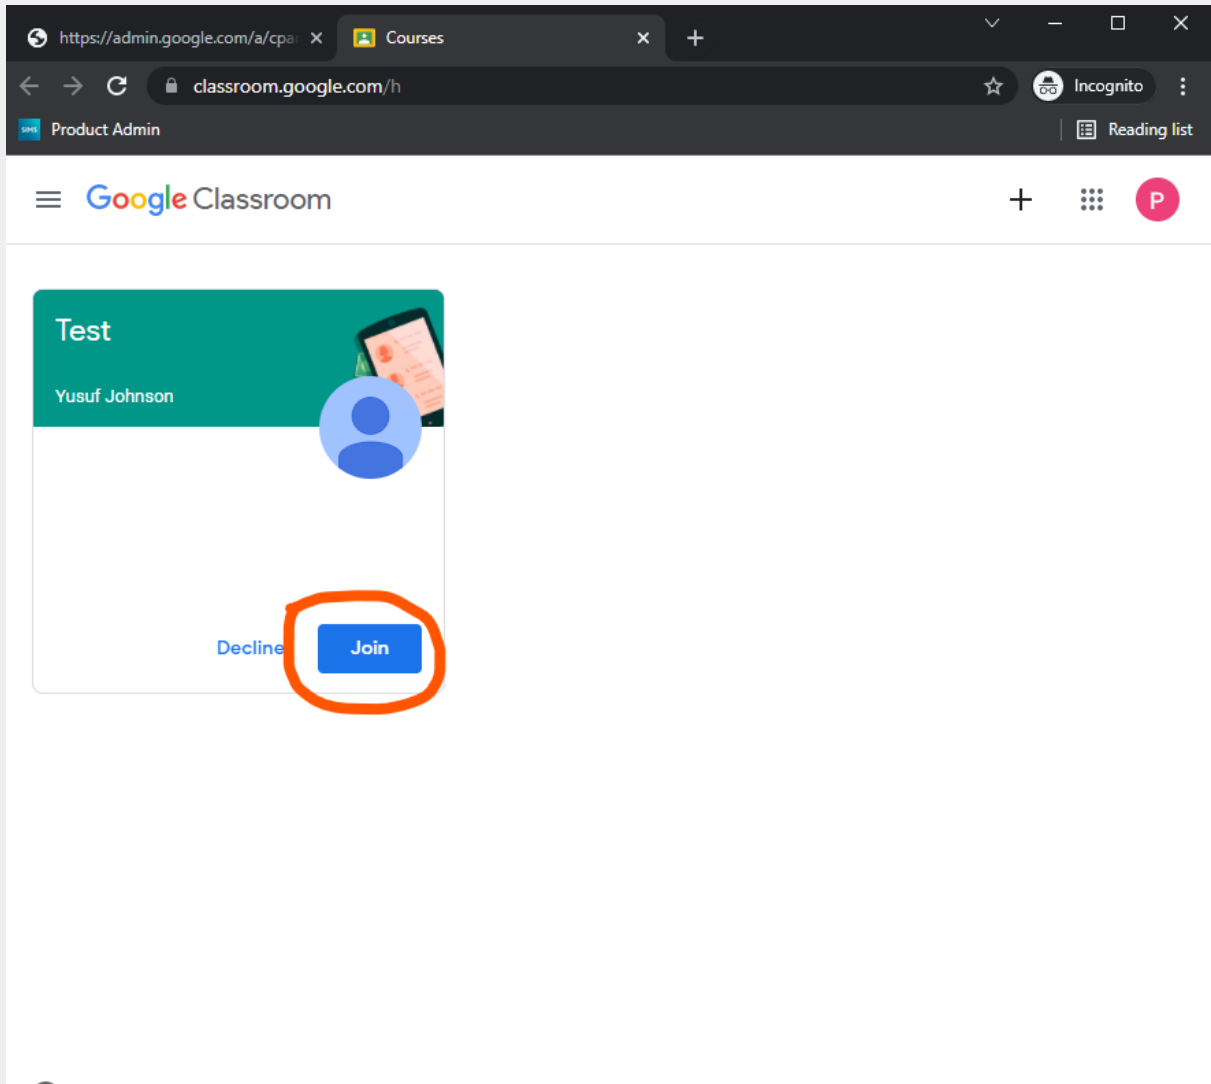 https://admin.google.com/a/cpa
Courses
classroom.google.com/h
Incognito
SIMS Product Admin
Reading list
Google Classroom
P
Test
Yusuf Johnson
Decline
Join